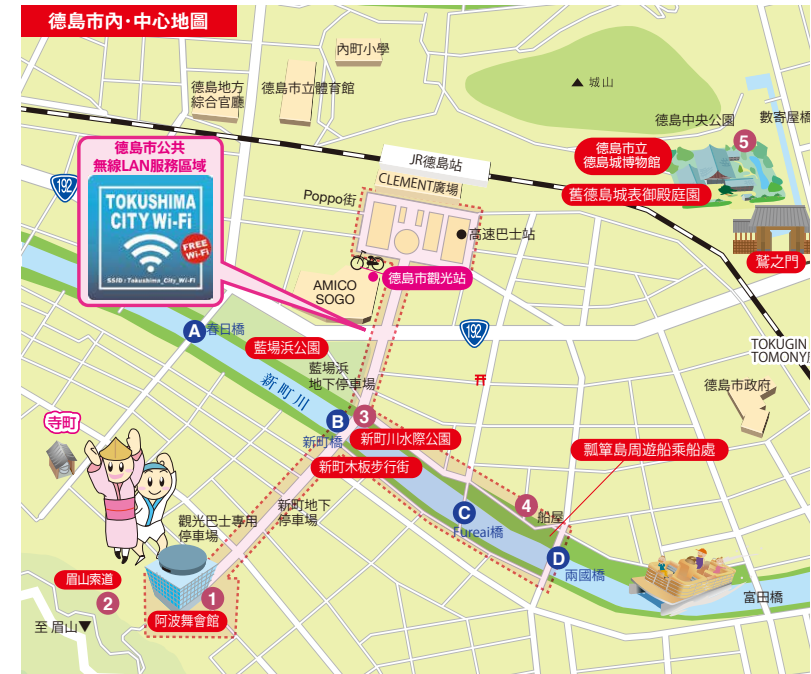 德島市內·中心地圖
內町小學
德島地方
綜合官廳
德島市立體育館
城山
德島中央公園
數寄屋橋
5
德島市立
德島城博物館
舊德島城表御殿庭園
鷲之門
德島市公共
無線LAN服務區域
TOKUSHIMA
CITY Wi-Fi
FREE
Wi-Fi
SSID:Tokushima_City_Wi-Fi
192
JR德島站
CLEMENT廣場
Poppo街
高速巴士站
德島市觀光站
AMICO
SOGO
192
A
春日橋
藍場浜公園
藍場浜
地下停車場
新町川
TOKUGIN
TOMONY
德島市政府
寺町
B
3
新町橋
新町川水際公園
新町木板步行街
瓢簞島周遊船乘船處
新町地下
停車場
觀光巴士專用
停車場
C
Fureai橋
4
船屋
D
兩國橋
富田橋
眉山索道
2
1
阿波舞會館
至 眉山